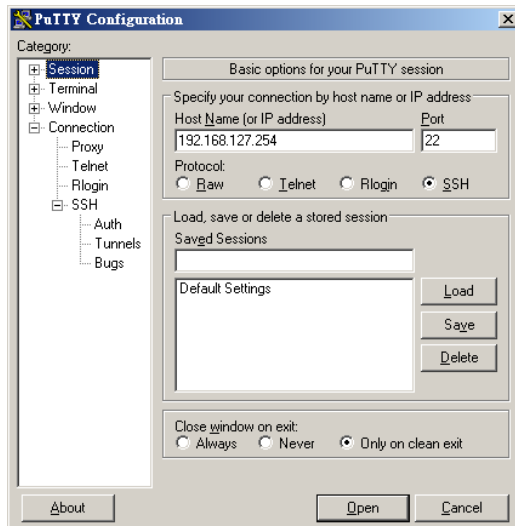 PuTTY Configuration
Category:
Session
Terminal
Window
Connection
Proxy
Telnet
Rlogin
SSH
Auth
Tunnels
Bugs
Basic options for your PuTTY session
Specify your connection by host name or IP address
Host Name (or IP address) Port
192.168.127.254 22
Protocol:
Raw Telnet Rlogin SSH
Load, save or delete a stored session
Saved Sessions
Default Settings
Load
Save
Delete
Close window on exit:
Always Never Only on clean exit
About Open Cancel